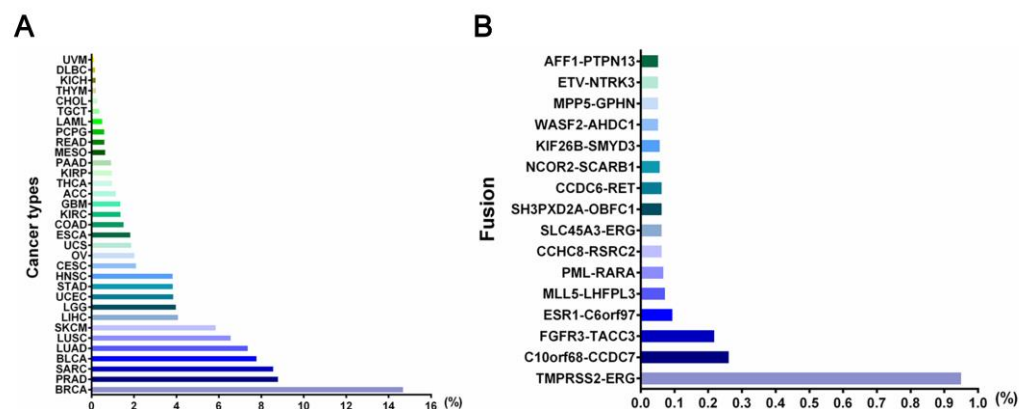 A
Cancer types
UVM
DLBC
KICH
THYM
CHOL
TGCT
LAML
PCPG
READ
MESO
PAAD
KIRP
THCA
ACC
GBM
KIRC
COAD
ESCA
UCS
OV
CESC
HNSC
STAD
UCEC
LGG
LIHC
SKCM
LUSC
LUAD
BLCA
SARC
PRAD
BRCA
0 2 4 6 8 10 12 14 16 (%)
B
Fusion
AFF1-PTPN13
ETV-NTRK3
MPP5-GPHN
WASF2-AHDC1
KIF26B-SMYD3
NCOR2-SCARB1
CCDC6-RET
SH3PXD2A-OBFC1
SLC45A3-ERG
CCHC8-RSRC2
PML-RARA
MLL5-LHFPL3
ESR1-C6orf97
FGFR3-TACC3
C10orf68-CCDC7
TMPRSS2-ERG
0.0 0.1 0.2 0.3 0.4 0.5 0.6 0.7 0.8 0.9 1.0 (%)